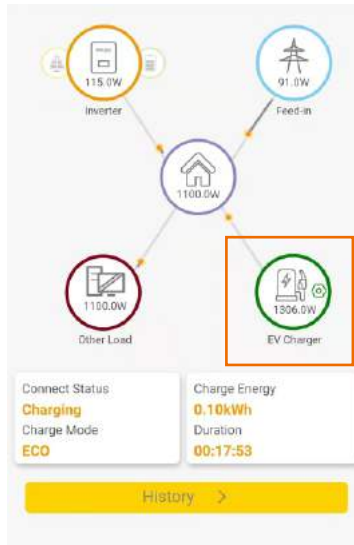 115.0W
91.0W
Inverter
Feed-in
1100.0W
1100.0W
1306.0W
Other Load
EV Charger
Connect Status
Charging
Charge Mode
ECO
Charge Energy
0.10kWh
Duration
00:17:53
History >